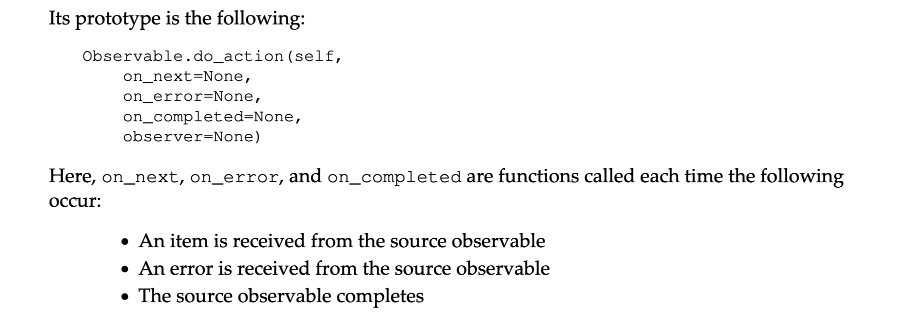 Its prototype is the following:
Observable.do_action(self,
on_next=None,
on_error=None,
on_completed=None,
observer=None)
Here, on_next, on_error, and on_completed are functions called each time the following
occur:
• An item is received from the source observable
• An error is received from the source observable
• The source observable completes